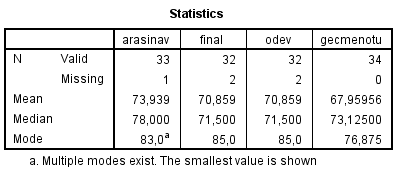 Statistics
arasinav final odev gecmenotu
N Valid 33 32 32 34
Missing 1 2 2 0
Mean 73,939 70,859 70,859 67,95956
Median 78,000 71,500 71,500 73,12500
Mode 83,0a 85,0 85,0 76,875
a. Multiple modes exist. The smallest value is shown